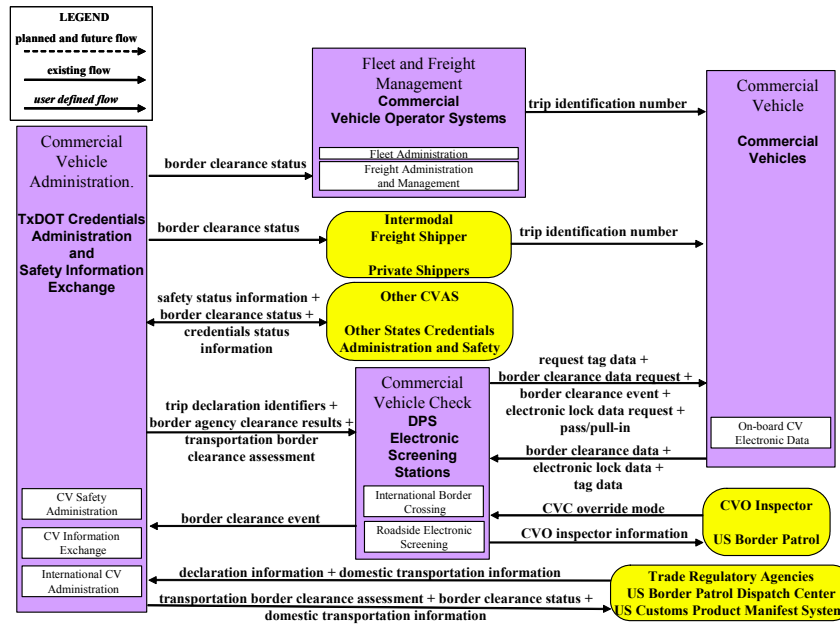 LEGEND
planned and future flow
existing flow
user defined flow
Commercial
Vehicle
Administration.
TxDOT Credentials
Administration
and
Safety Information
Exchange
CV Safety
Administration
CV Information
Exchange
International CV
Administration
Fleet and Freight
Management
Commercial
Vehicle Operator Systems
Fleet Administration
Freight Administration
and Management
trip identification number
Commercial
Vehicle
Commercial
Vehicles
On-board CV
Electronic Data
border clearance status
border clearance status
Intermodal
Freight Shipper
Private Shippers
trip identification number
safety status information +
border clearance status +
credentials status
information
Other CVAS
Other States Credentials
Administration and Safety
trip declaration identifiers +
border agency clearance results +
transportation border
clearance assessment
Commercial
Vehicle Check
DPS
Electronic
Screening
Stations
International Border
Crossing
Roadside Electronic
Screening
request tag data +
border clearance data request +
border clearance event +
electronic lock data request +
pass/pull-in
border clearance data +
electronic lock data +
tag data
border clearance event
CVC override mode
CVO inspector information
CVO Inspector
US Border Patrol
declaration information + domestic transportation information
transportation border clearance assessment + border clearance status +
domestic transportation information
Trade Regulatory Agencies
US Border Patrol Dispatch Center
US Customs Product Manifest System